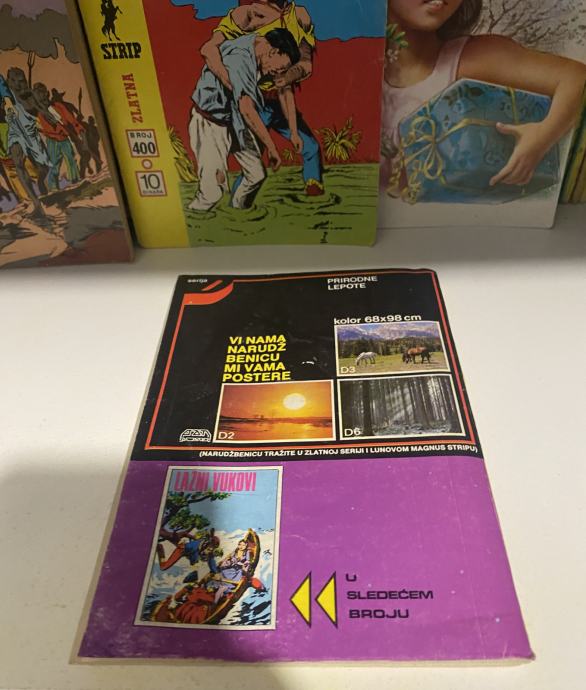 STRIP
ZLATNA
BROJ
400
10
DINARA
serija
PRIRODNE
LEPOTE
kolor 68x98 cm
VI NAMA
NARUDŽ
BENICU
MI VAMA
POSTERE
D3
D2
D6
(NARUDŽBENICU TRAŽITE U ZLATNOJ SERIJI I LUNOVOM MAGNUS STRIPU)
LAŽNI VUKOVI
U
SLEDEĆEM
BROJU